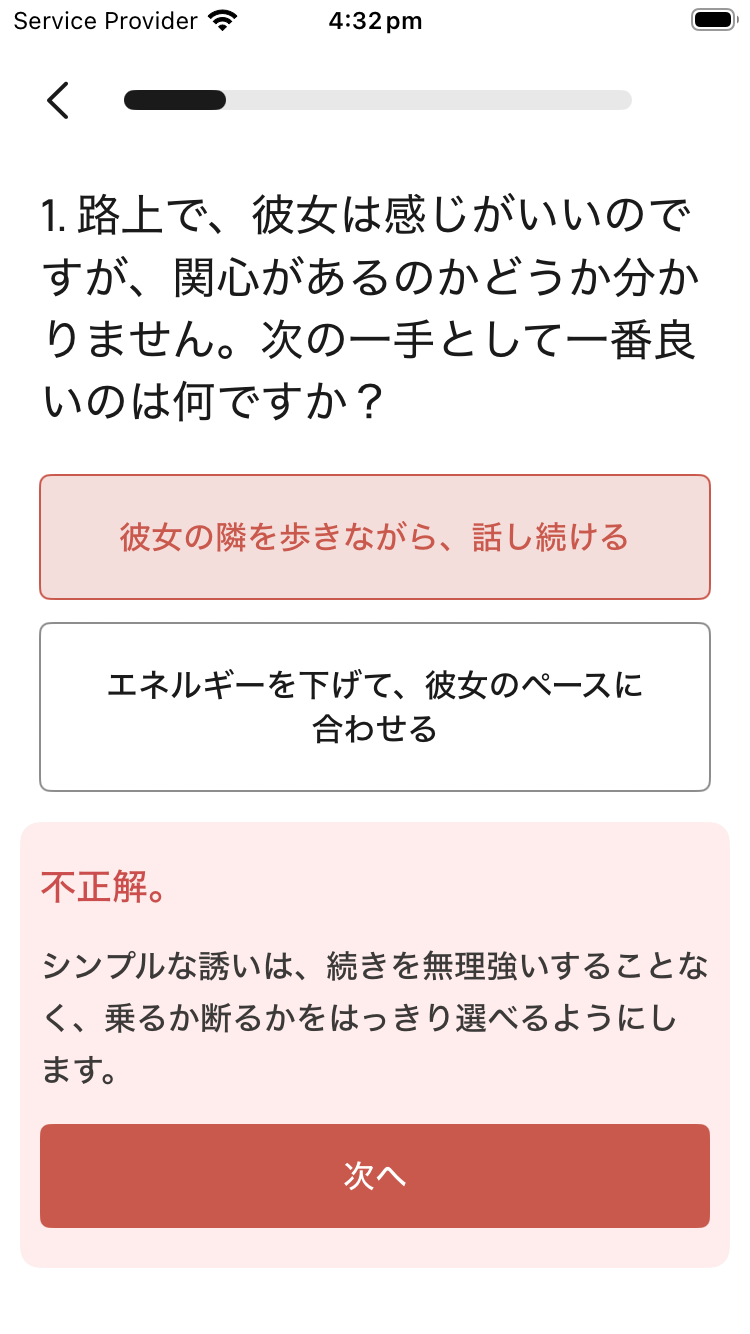 Service Provider 4:32pm
1. 路上で、彼女は感じがいいので
すが、関心があるのかどうか分か
りません。次の一手として一番良
いのは何ですか？
彼女の隣を歩きながら、話し続ける
エネルギーを下げて、彼女のペースに
合わせる
不正解。
シンプルな誘いは、続きを無理強いすることな
く、乗るか断るかをはっきり選べるようにし
ます。
次へ